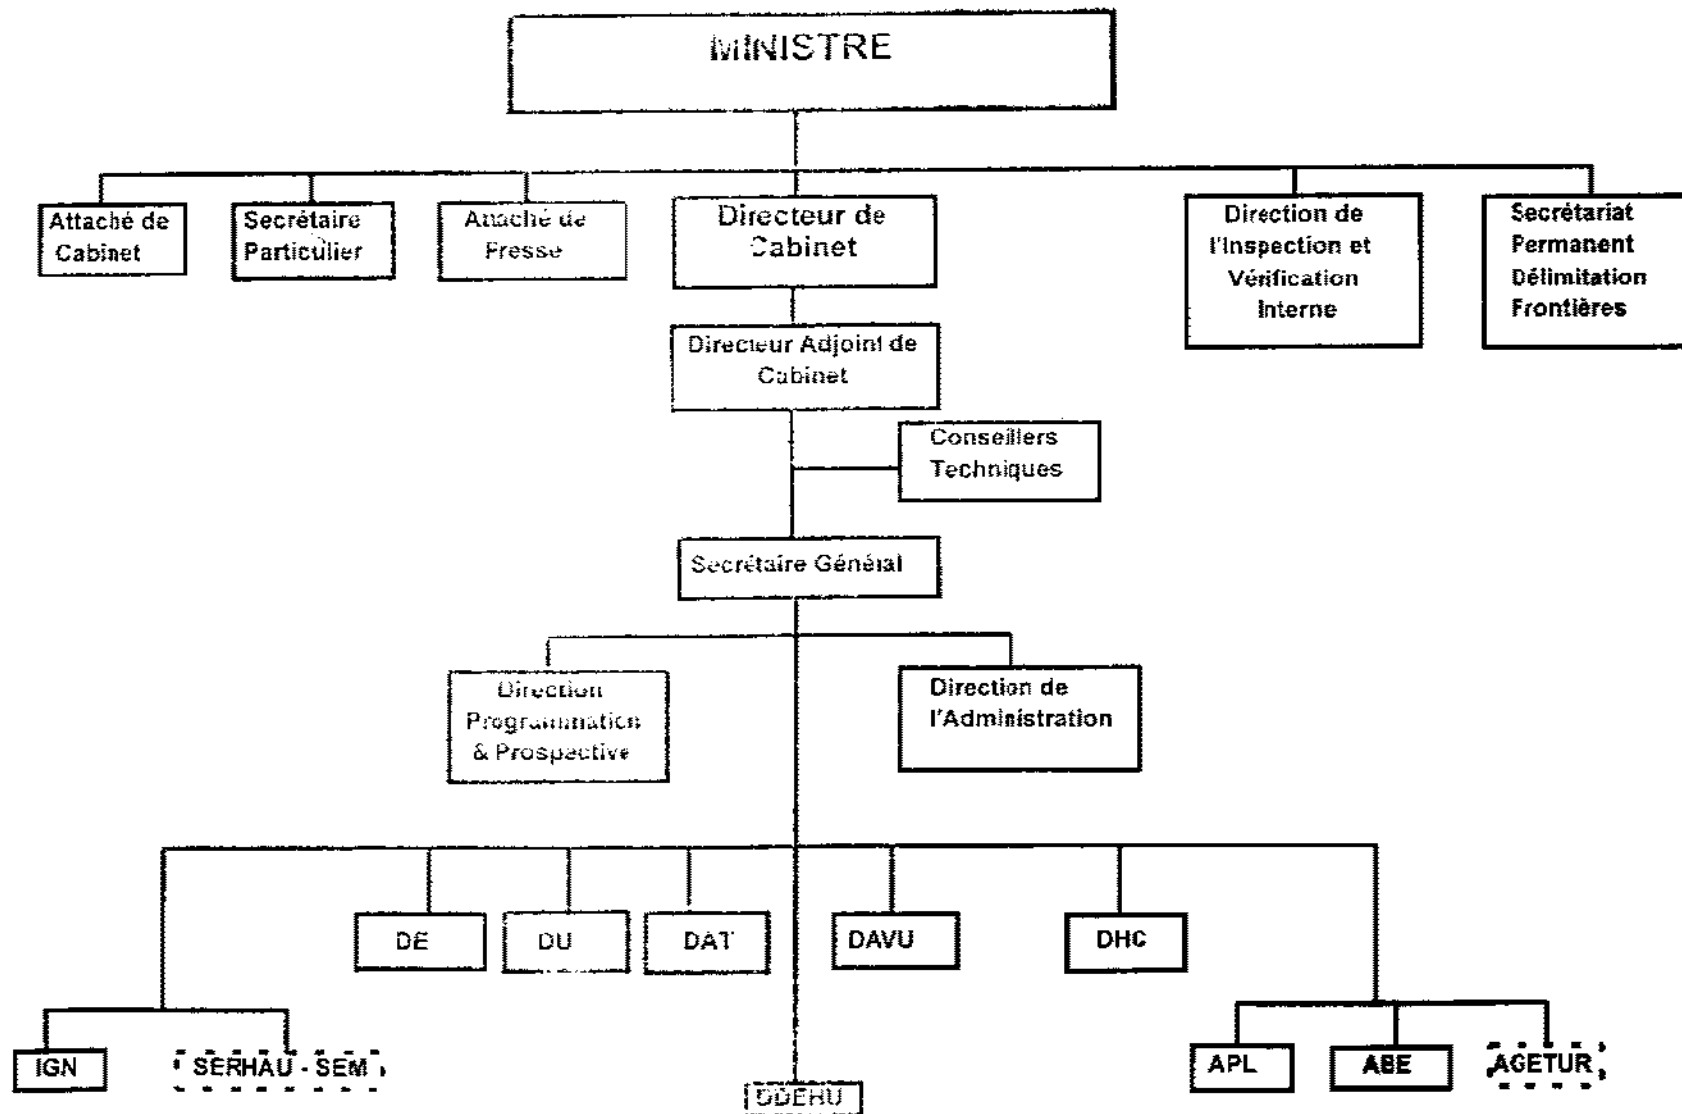 MINISTRE
Attaché de
Cabinet
Secrétaire
Particulier
Attaché de
Presse
Directeur de
Cabinet
Direction de
l'Inspection et
Vérification
Interne
Secrétariat
Permanent
Délimitation
Frontières
Directeur Adjoint de
Cabinet
Conseillers
Techniques
Secrétaire Général
Direction
Programmation
& Prospective
Direction de
l'Administration
DE
DU
DAT
DAVU
DHC
IGN
SERHAU - SEM
APL
ABE
AGETUR
DDEHU